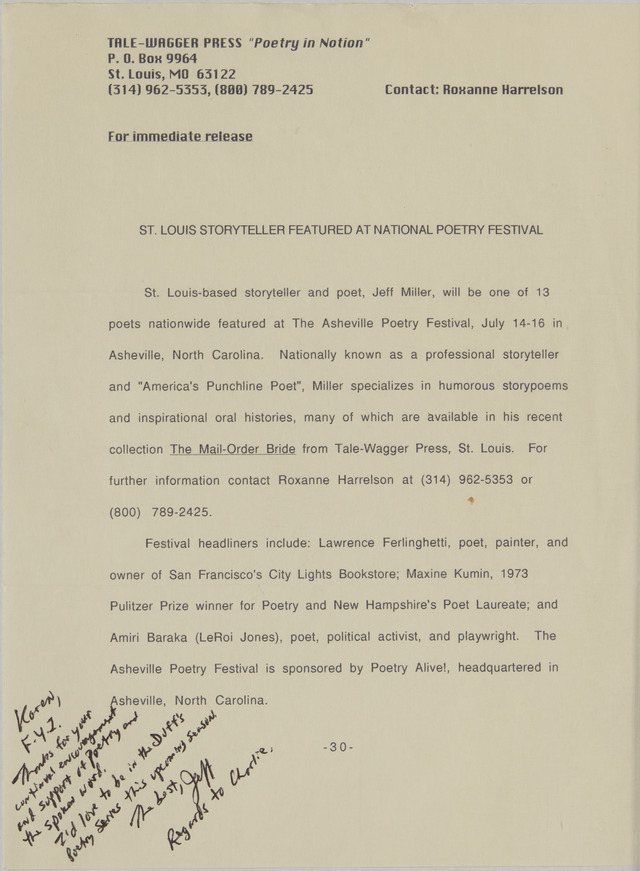 TALE-WAGGER PRESS "Poetry in Notion"
P. O. Box 9964
St. Louis, MO 63122
(314) 962-5353, (800) 789-2425 Contact: Roxanne Harrelson
For immediate release
ST. LOUIS STORYTELLER FEATURED AT NATIONAL POETRY FESTIVAL
St. Louis-based storyteller and poet, Jeff Miller, will be one of 13
poets nationwide featured at The Asheville Poetry Festival, July 14-16 in
Asheville, North Carolina. Nationally known as a professional storyteller
and "America's Punchline Poet", Miller specializes in humorous storypoems
and inspirational oral histories, many of which are available in his recent
collection The Mail-Order Bride from Tale-Wagger Press, St. Louis. For
further information contact Roxanne Harrelson at (314) 962-5353 or
(800) 789-2425.
Festival headliners include: Lawrence Ferlinghetti, poet, painter, and
owner of San Francisco's City Lights Bookstore; Maxine Kumin, 1973
Pulitzer Prize winner for Poetry and New Hampshire's Poet Laureate; and
Amiri Baraka (LeRoi Jones), poet, political activist, and playwright. The
Asheville Poetry Festival is sponsored by Poetry Alive!, headquartered in
Asheville, North Carolina.
-30-
Karen,
F.Y.I.
Thanks for your
continual encouragement
and support of Poetry and
the spoken word.
I'd love to be in the Duff's
Poetry Series this upcoming season.
The best, Jeff
Regards to Charlie.